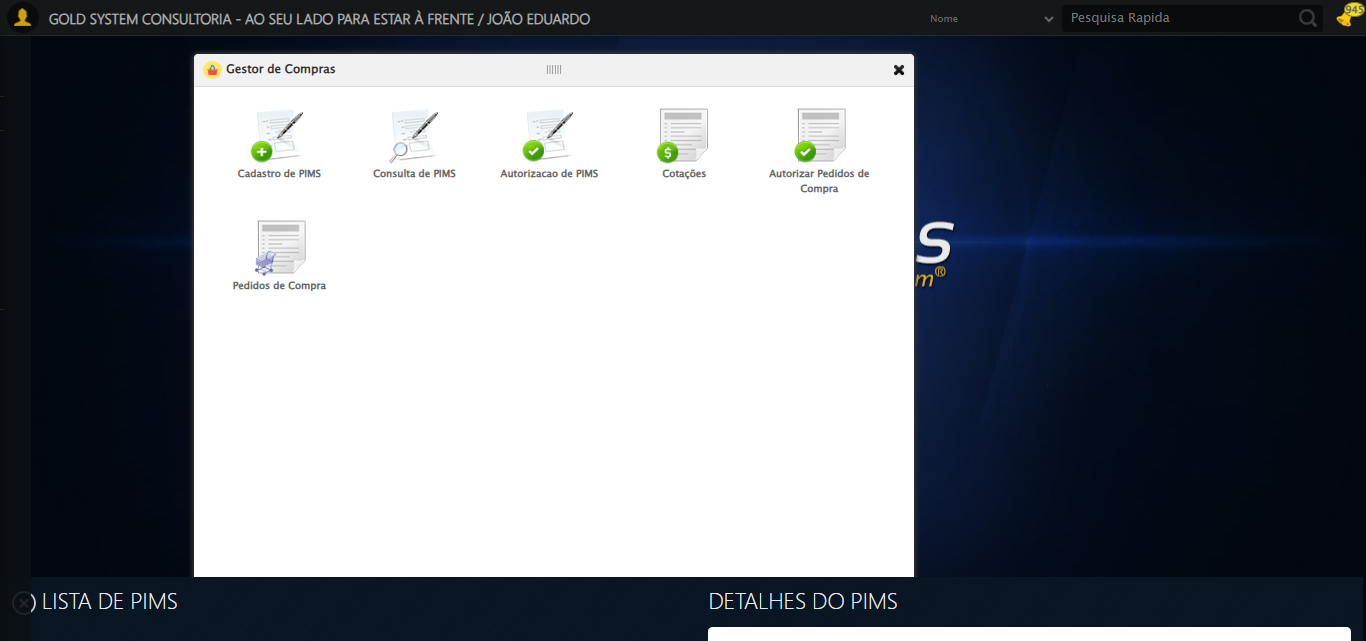 GOLD SYSTEM CONSULTORIA - AO SEU LADO PARA ESTAR À FRENTE / JOÃO EDUARDO
Nome
Pesquisa Rapida
945
Gestor de Compras
Cadastro de PIMS
Consulta de PIMS
Autorizacao de PIMS
Cotações
Autorizar Pedidos de
Compra
S
m®
Pedidos de Compra
LISTA DE PIMS
DETALHES DO PIMS